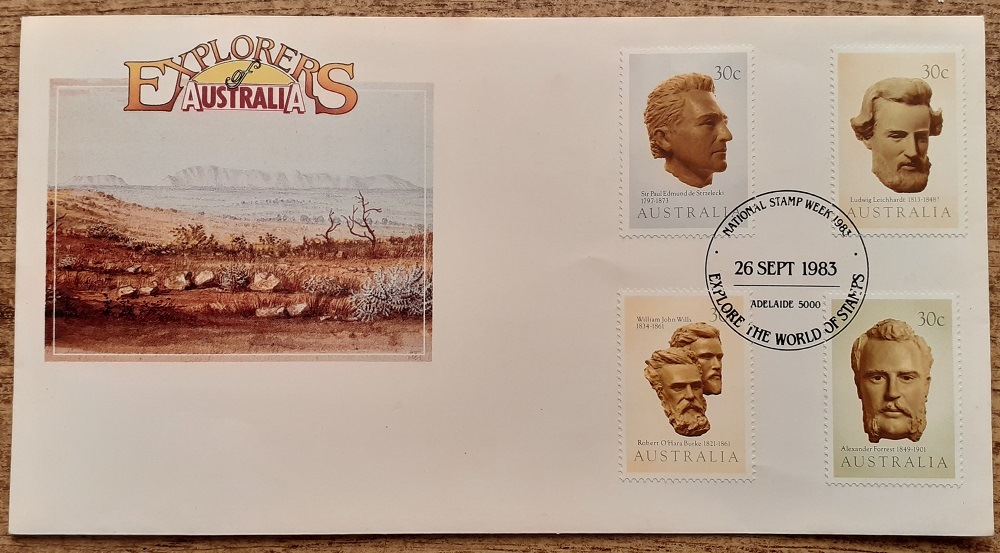 EXPLORERS
of
AUSTRALIA
30c
Sir Paul Edmund de Strzelecki
1797-1873
AUSTRALIA
30c
Ludwig Leichhardt 1813-1848?
AUSTRALIA
NATIONAL STAMP WEEK 1983
26 SEPT 1983
ADELAIDE 5000
EXPLORE THE WORLD OF STAMPS
William John Wills
1834-1861
30c
Robert O'Hara Burke 1821-1861
AUSTRALIA
30c
Alexander Forrest 1849-1901
AUSTRALIA